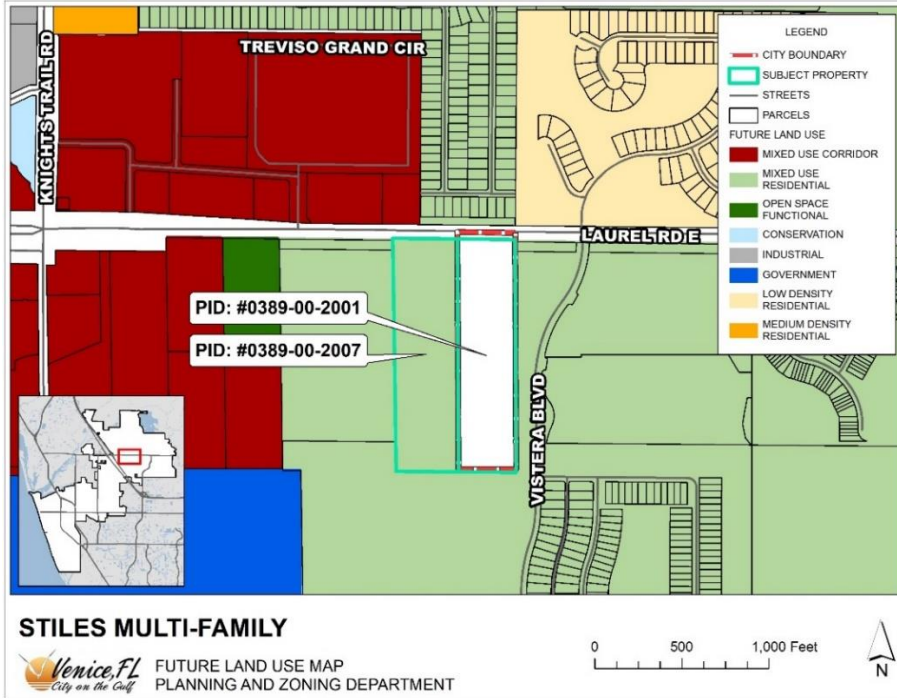 TREVISO GRAND CIR
KNIGHTS TRAIL RD
LAUREL RD E
PID: #0389-00-2001
PID: #0389-00-2007
VISTERA BLVD
LEGEND
CITY BOUNDARY
SUBJECT PROPERTY
STREETS
PARCELS
FUTURE LAND USE
MIXED USE CORRIDOR
MIXED USE
RESIDENTIAL
OPEN SPACE
FUNCTIONAL
CONSERVATION
INDUSTRIAL
GOVERNMENT
LOW DENSITY
RESIDENTIAL
MEDIUM DENSITY
RESIDENTIAL
STILES MULTI-FAMILY
Venice, FL
City on the Gulf
FUTURE LAND USE MAP
PLANNING AND ZONING DEPARTMENT
0 500 1,000 Feet
N